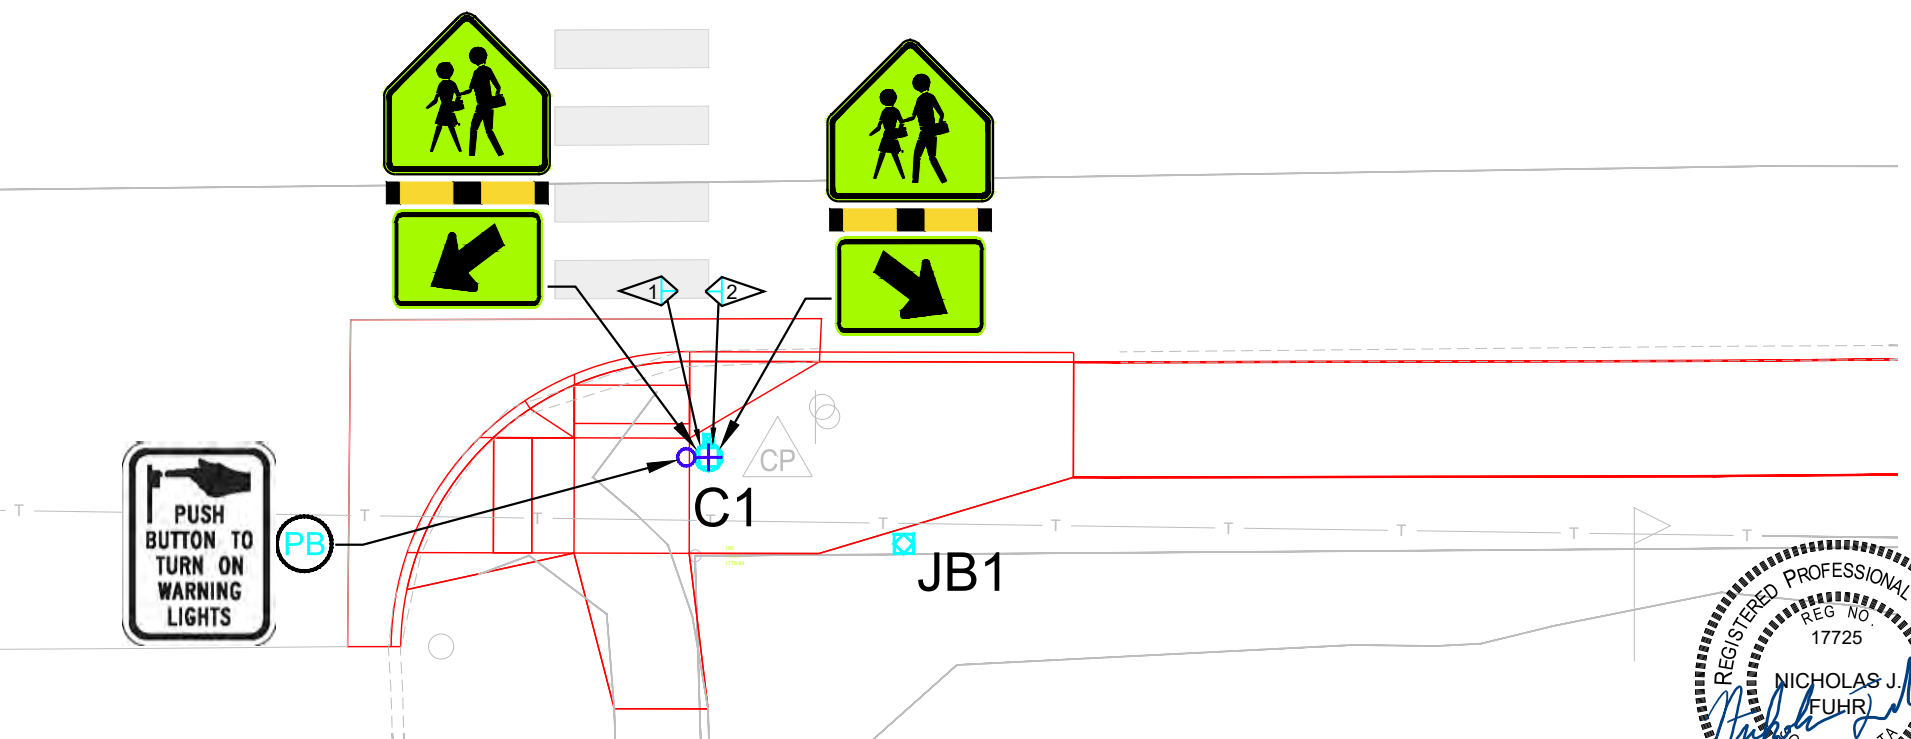 1
2
CP
C1
PUSH
BUTTON TO
TURN ON
WARNING
LIGHTS
PB
T T T T T T T T T T T
JB1
REGISTERED PROFESSIONAL
REG NO.
17725
NICHOLAS J.
FUHR